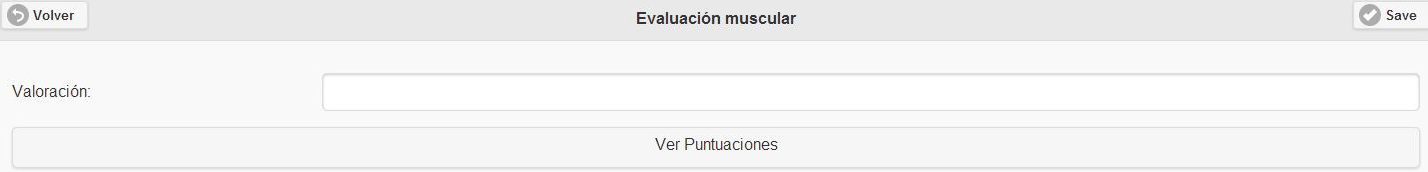 Volver
Evaluación muscular
Save
Valoración:
Ver Puntuaciones